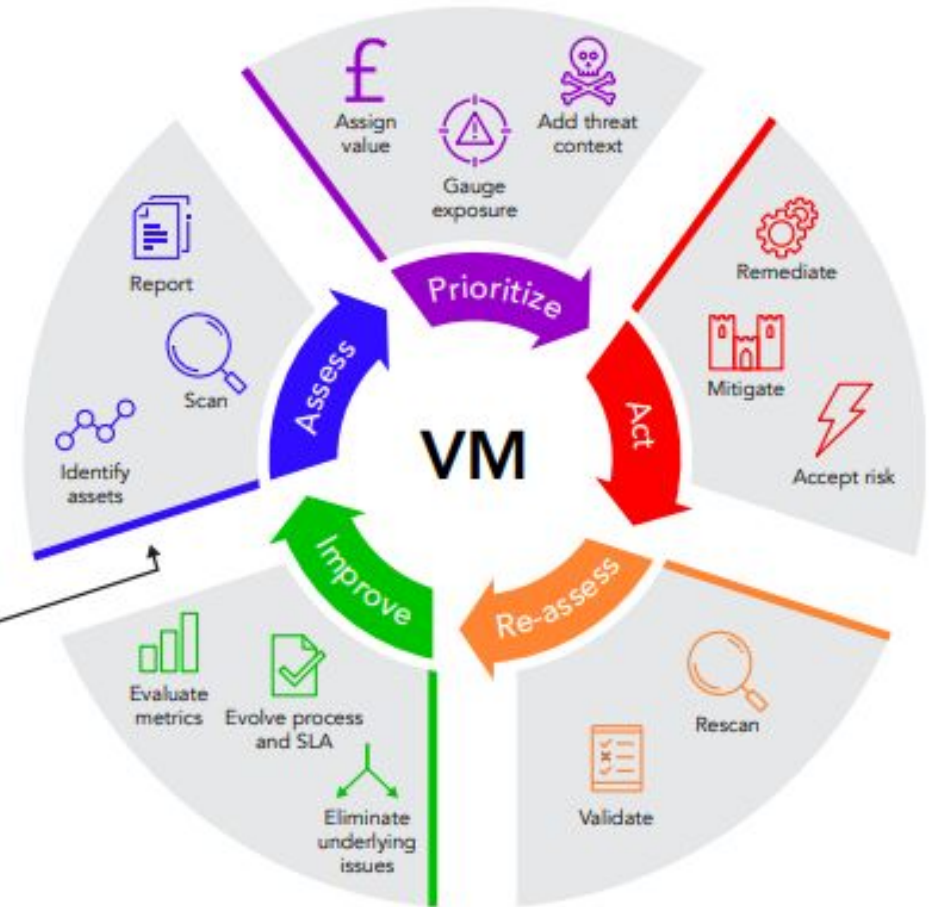 VM
Assess
Identify
assets
Scan
Report
Prioritize
£
Assign
value
Gauge
exposure
Add threat
context
Act
Remediate
Mitigate
Accept risk
Re-assess
Rescan
Validate
Improve
Eliminate
underlying
issues
Evolve process
and SLA
Evaluate
metrics